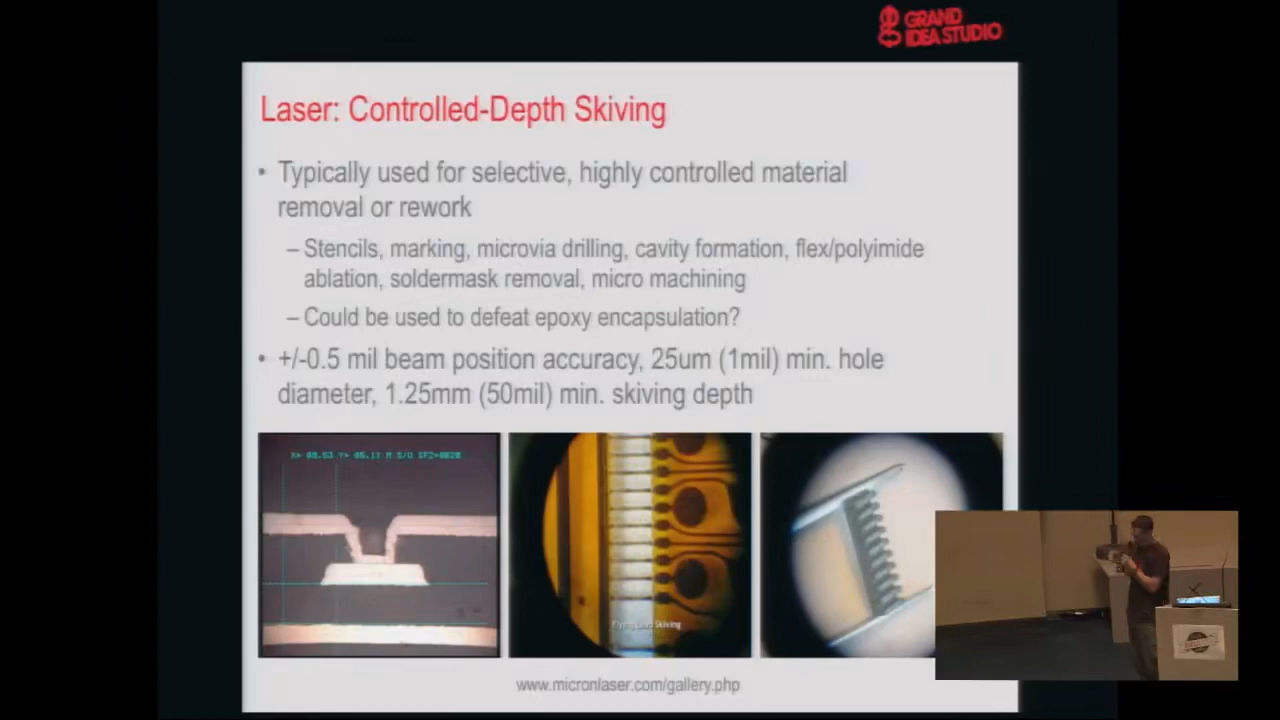 GRAND
IDEA STUDIO
Laser: Controlled-Depth Skiving
• Typically used for selective, highly controlled material
removal or rework
– Stencils, marking, microvia drilling, cavity formation, flex/polyimide
ablation, soldermask removal, micro machining
– Could be used to defeat epoxy encapsulation?
• +/-0.5 mil beam position accuracy, 25um (1mil) min. hole
diameter, 1.25mm (50mil) min. skiving depth
Flying Lead Skiving
www.micronlaser.com/gallery.php